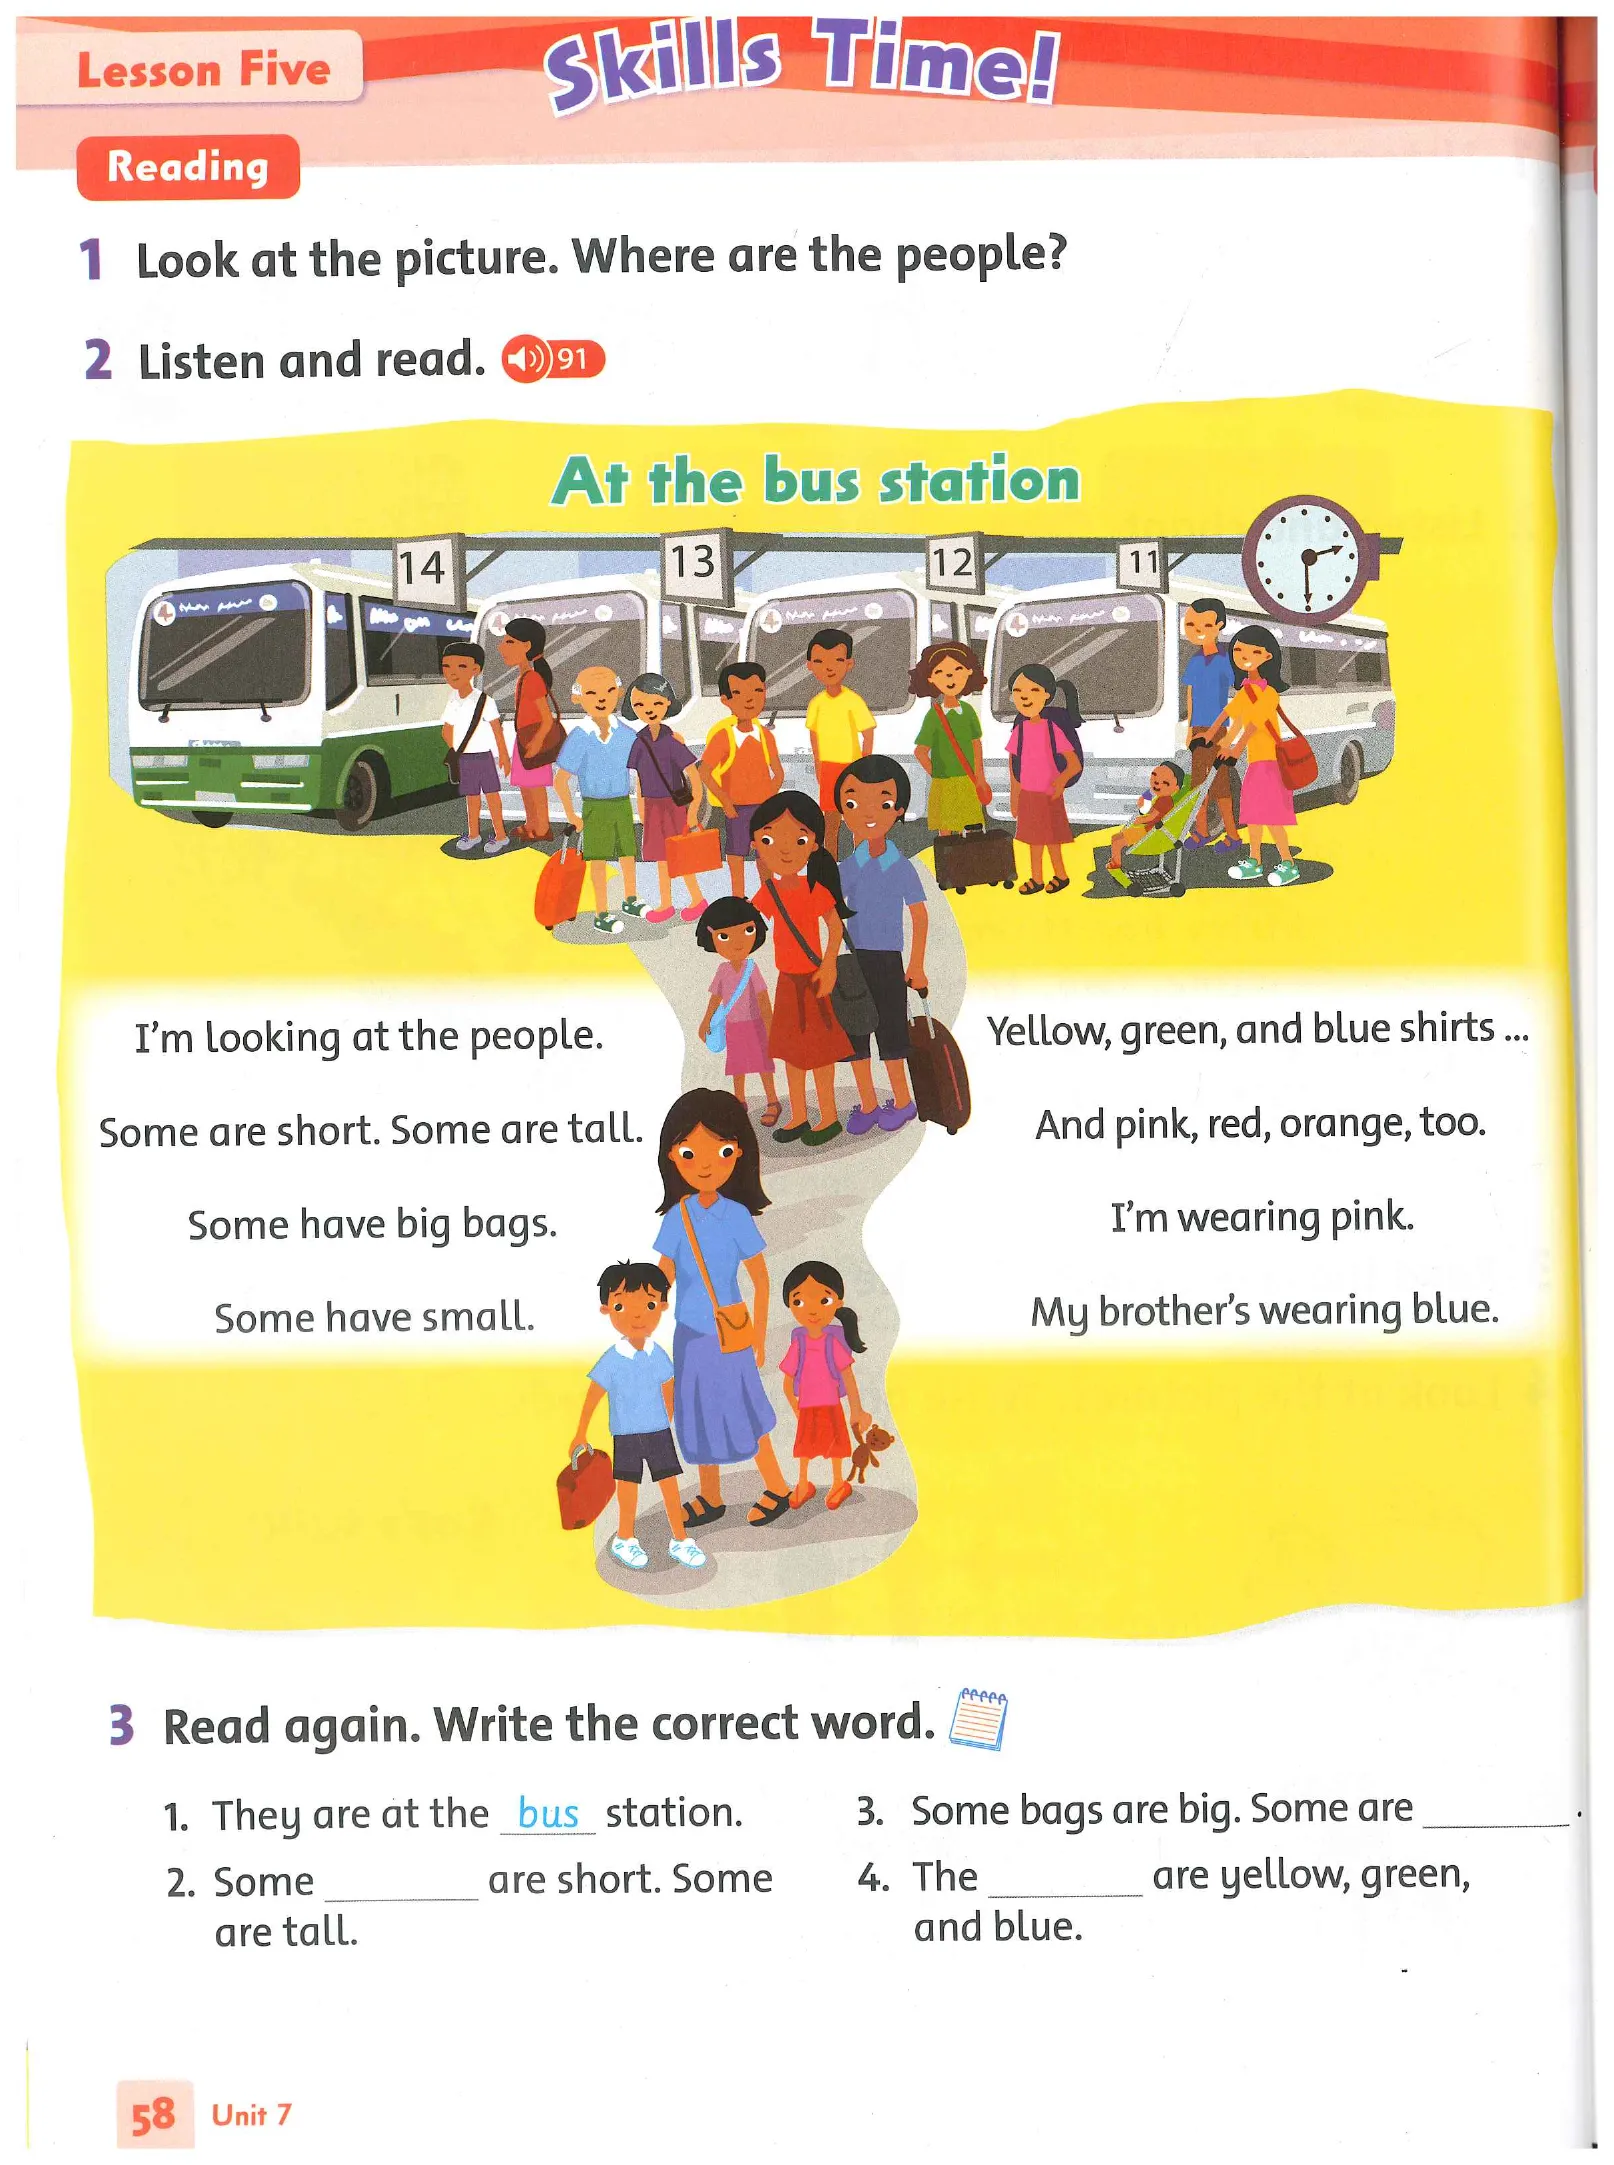 Lesson Five
Skills Time!
Reading
1 Look at the picture. Where are the people?
2 Listen and read. 91
At the bus station
14
13
12
11
I'm looking at the people.
Some are short. Some are tall.
Some have big bags.
Some have small.
Yellow, green, and blue shirts ...
And pink, red, orange, too.
I'm wearing pink.
My brother's wearing blue.
3 Read again. Write the correct word.
1. They are at the bus station.
2. Some ________ are short. Some
are tall.
3. Some bags are big. Some are ________.
4. The ________ are yellow, green,
and blue.
58 Unit 7